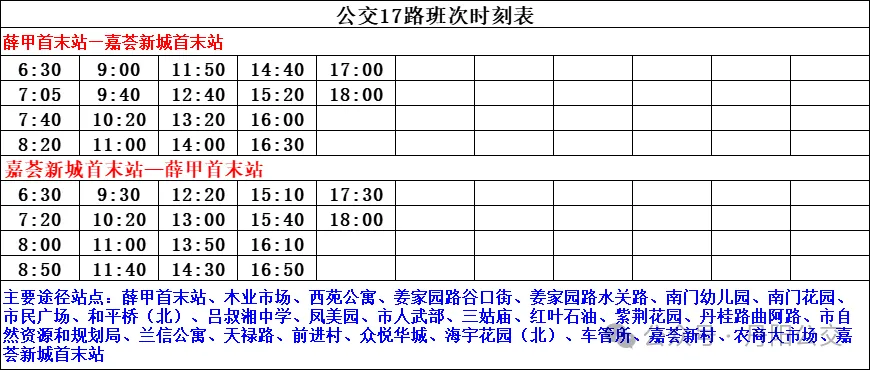 公交17路班次时刻表
薛甲首末站—嘉荟新城首末站
6:30 9:00 11:50 14:40 17:00
7:05 9:40 12:40 15:20 18:00
7:40 10:20 13:20 16:00
8:20 11:00 14:00 16:30
嘉荟新城首末站—薛甲首末站
6:30 9:30 12:20 15:10 17:30
7:20 10:20 13:00 15:40 18:00
8:00 11:00 13:50 16:10
8:50 11:40 14:30 16:50
主要途径站点：薛甲首末站、木业市场、西苑公寓、姜家园路谷口街、姜家园路水关路、南门幼儿园、南门花园、
市民广场、和平桥（北）、吕叔湘中学、凤美园、市人武部、三姑庙、红叶石油、紫荆花园、丹桂路曲阿路、市自
然资源和规划局、兰信公寓、天禄路、前进村、众悦华城、海宇花园（北）、车管所、嘉荟新村、农商大市场、嘉
荟新城首末站
公众号 · 丹阳公交